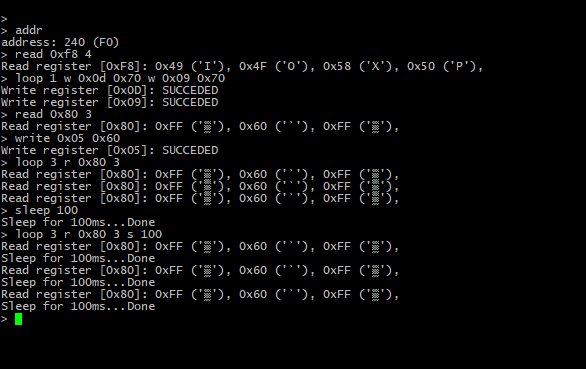 >
> addr
address: 240 (F0)
> read 0xf8 4
Read register [0xF8]: 0x49 ('I'), 0x4F ('O'), 0x58 ('X'), 0x50 ('P'),
> loop 1 w 0x0d 0x70 w 0x09 0x70
Write register [0x0D]: SUCCEDED
Write register [0x09]: SUCCEDED
> read 0x80 3
Read register [0x80]: 0xFF ('▒'), 0x60 ('`'), 0xFF ('▒'),
> write 0x05 0x60
Write register [0x05]: SUCCEDED
> loop 3 r 0x80 3
Read register [0x80]: 0xFF ('▒'), 0x60 ('`'), 0xFF ('▒'),
Read register [0x80]: 0xFF ('▒'), 0x60 ('`'), 0xFF ('▒'),
Read register [0x80]: 0xFF ('▒'), 0x60 ('`'), 0xFF ('▒'),
> sleep 100
Sleep for 100ms...Done
> loop 3 r 0x80 3 s 100
Read register [0x80]: 0xFF ('▒'), 0x60 ('`'), 0xFF ('▒'),
Sleep for 100ms...Done
Read register [0x80]: 0xFF ('▒'), 0x60 ('`'), 0xFF ('▒'),
Sleep for 100ms...Done
Read register [0x80]: 0xFF ('▒'), 0x60 ('`'), 0xFF ('▒'),
Sleep for 100ms...Done
>